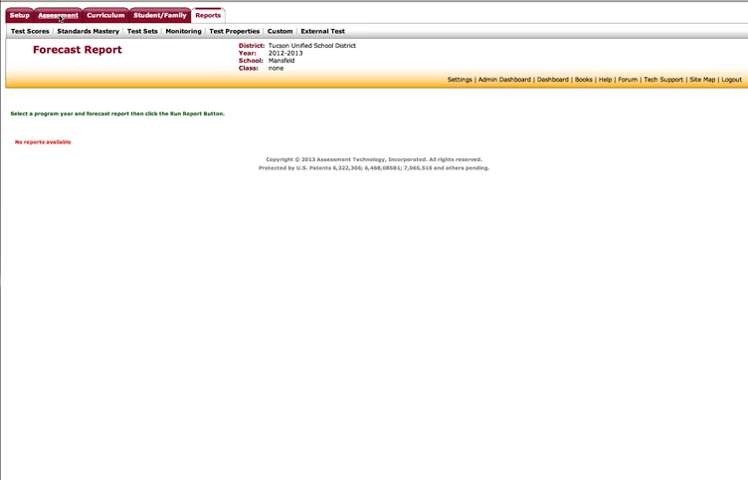 Setup Assessment Curriculum Student/Family Reports
Test Scores Standards Mastery Test Sets Monitoring Test Properties Custom External Test
Forecast Report
District: Tucson Unified School District
Year: 2012-2013
School: Mansfeld
Class: none
Settings | Admin Dashboard | Dashboard | Books | Help | Forum | Tech Support | Site Map | Logout
Select a program year and forecast report then click the Run Report Button.
No reports available
Copyright © 2013 Assessment Technology, Incorporated. All rights reserved.
Protected by U.S. Patents 6,322,366; 7,065,516 and others pending.